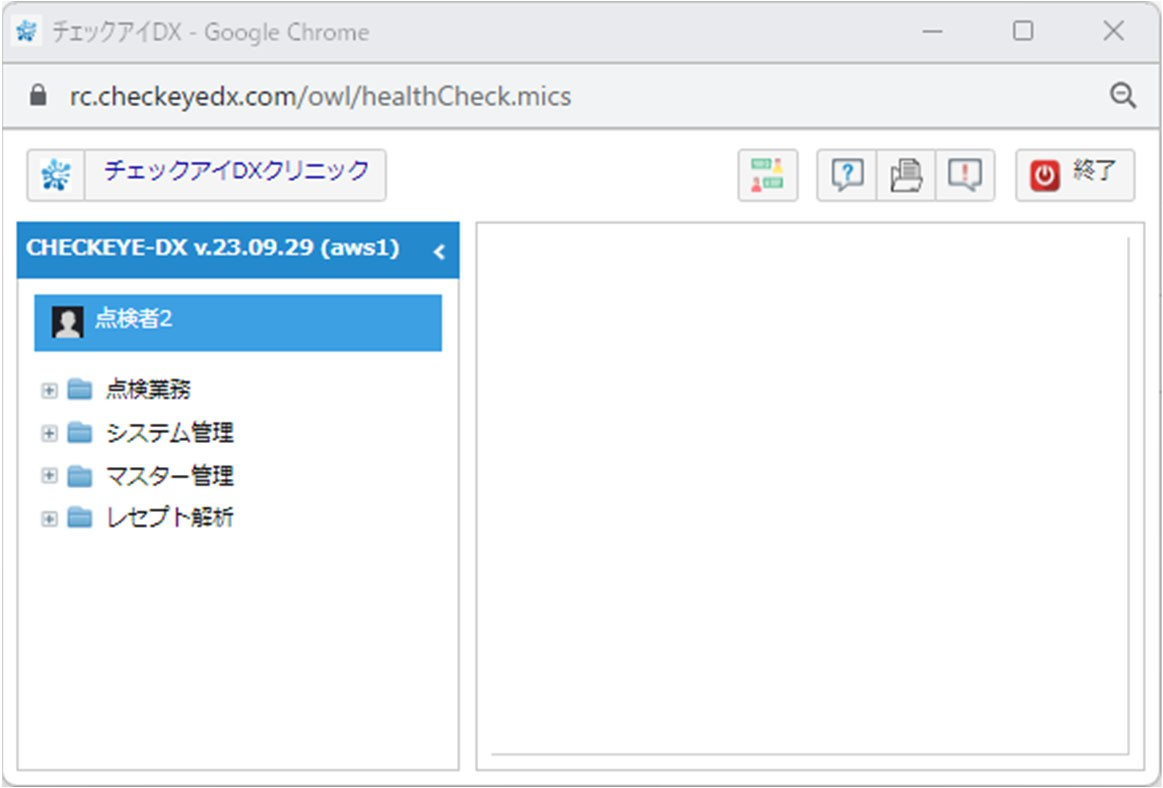 チェックアイDX - Google Chrome
rc.checkeyedx.com/owl/healthCheck.mics
チェックアイDXクリニック
? ! 終了
CHECKEYE-DX v.23.09.29 (aws1)
点検者2
点検業務
システム管理
マスター管理
レセプト解析